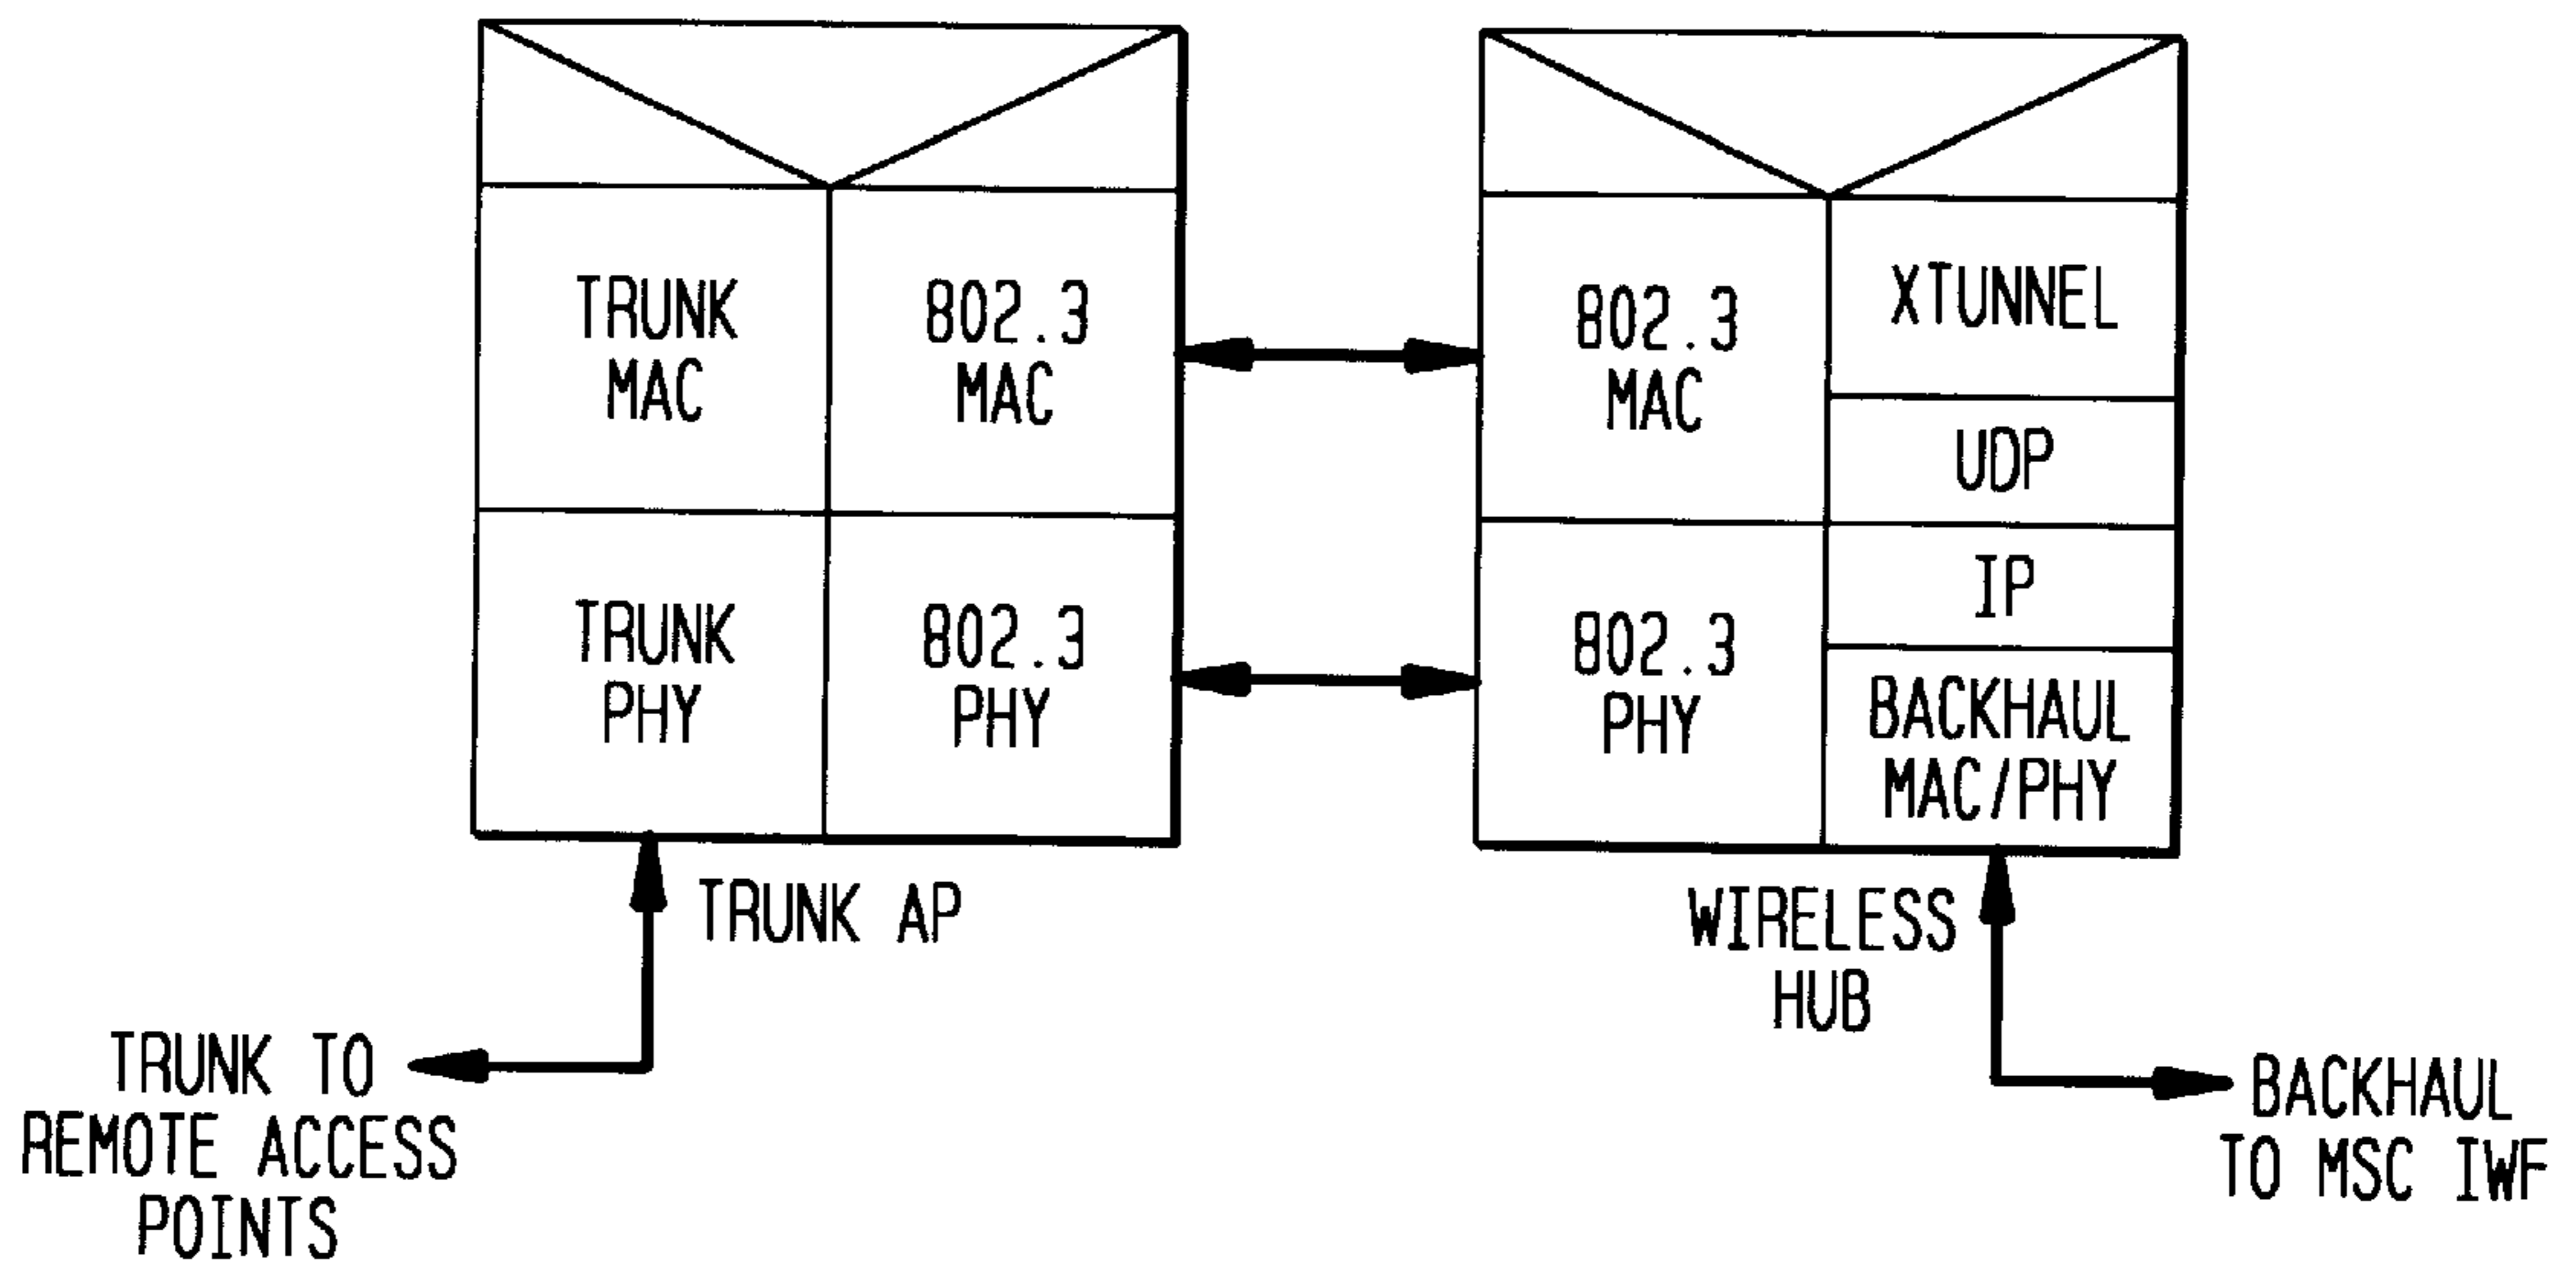 TRUNK
MAC
802.3
MAC
TRUNK
PHY
802.3
PHY
802.3
MAC
XTUNNEL
UDP
802.3
PHY
IP
BACKHAUL
MAC/PHY
TRUNK AP
WIRELESS
HUB
TRUNK TO
REMOTE ACCESS
POINTS
BACKHAUL
TO MSC IWF